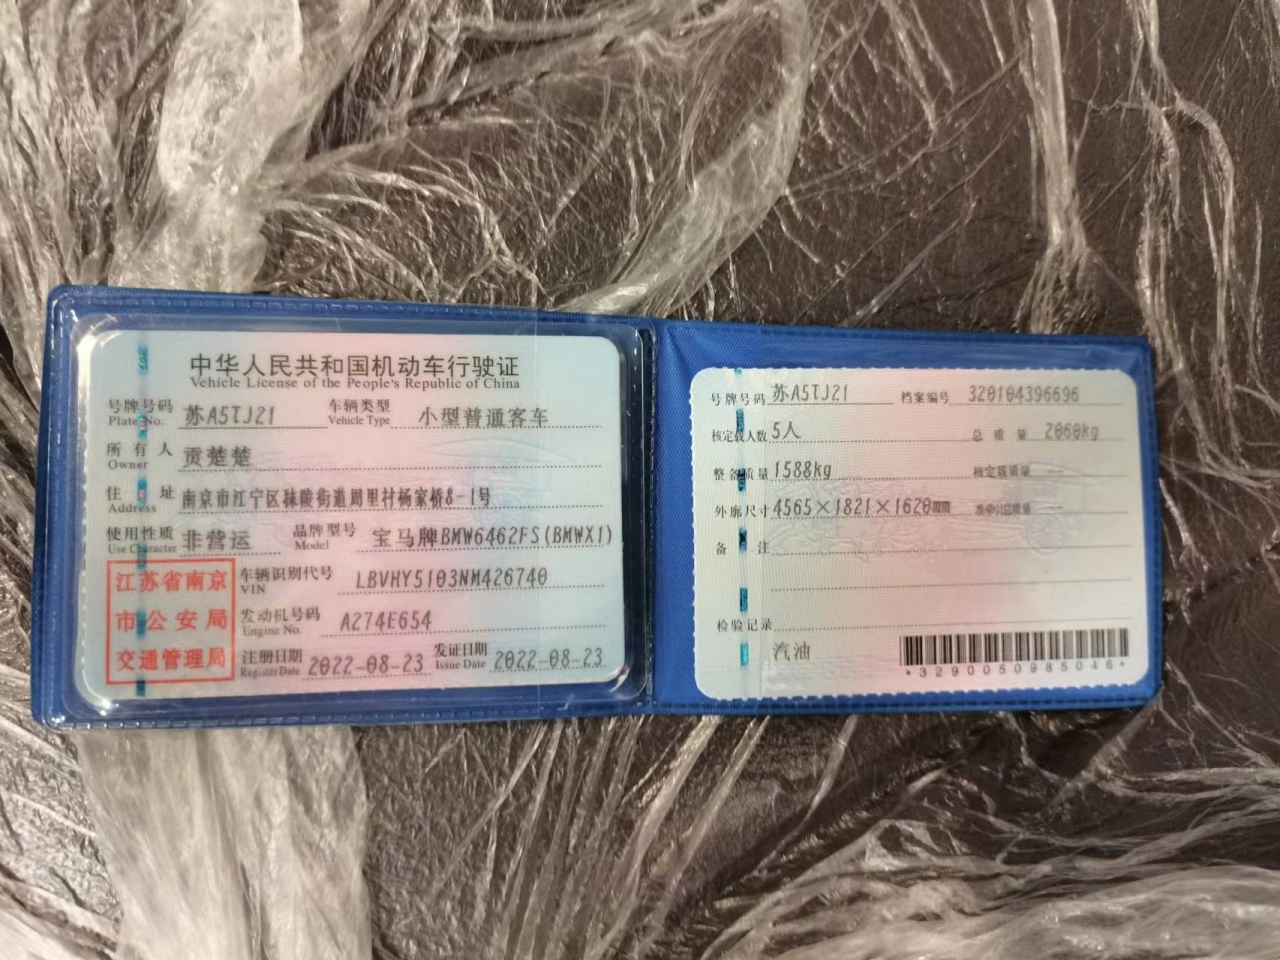 中华人民共和国机动车行驶证
Vehicle License of the People's Republic of China
号牌号码 苏A5TJ21 车辆类型 小型普通客车
Plate No. Vehicle Type
所有人 贡楚楚
Owner
住址 南京市江宁区秣陵街道周里村杨家桥8-1号
Address
使用性质 非营运 品牌型号 宝马牌BMW6462FS(BMWX1)
Use Character Model
江苏省南京
市公安局
交通管理局
车辆识别代号 LBVHY5103NM426740
VIN
发动机号码 A274E654
Engine No.
注册日期 2022-08-23 发证日期 2022-08-23
Register Date Issue Date
号牌号码 苏A5TJ21 档案编号 320104396696
核定载人数 5人 总质量 2060kg
整备质量 1588kg 核定载质量 --
外廓尺寸 4565×1821×1620mm 准牵引总质量 --
备注
检验记录
汽油
*3290050985046*